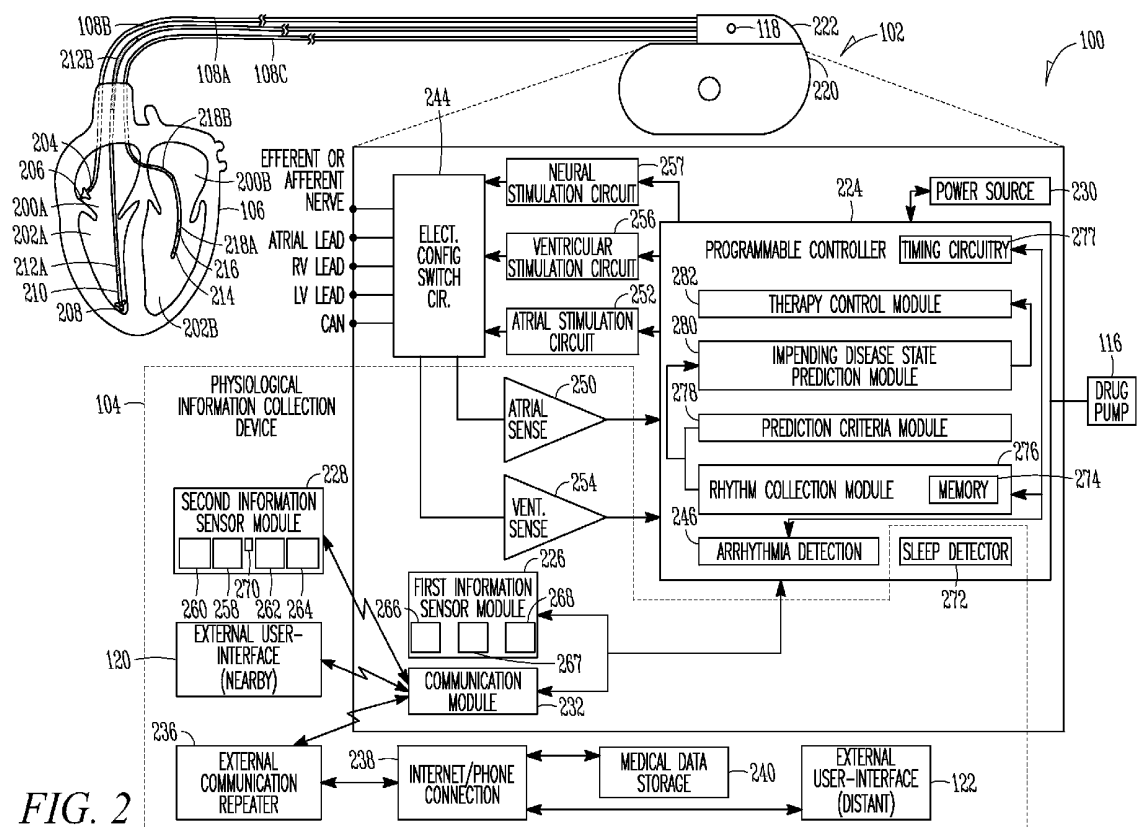 108B
212B
108A
108C
118
222
102
220
100
244
204
206
200A
202A
212A
210
208
218B
200B
106
218A
216
214
202B
EFFERENT OR
AFFERENT
NERVE
ATRIAL LEAD
RV LEAD
LV LEAD
CAN
ELECT.
CONFIG
SWITCH
CIR.
257
NEURAL
STIMULATION CIRCUIT
256
VENTRICULAR
STIMULATION CIRCUIT
252
ATRIAL STIMULATION
CIRCUIT
224
POWER SOURCE
230
PROGRAMMABLE CONTROLLER
TIMING CIRCUITRY
277
282
THERAPY CONTROL MODULE
280
IMPENDING DISEASE STATE
PREDICTION MODULE
278
PREDICTION CRITERIA MODULE
276
RHYTHM COLLECTION MODULE
MEMORY
274
246
ARRHYTHMIA DETECTION
SLEEP DETECTOR
272
116
DRUG
PUMP
104
PHYSIOLOGICAL
INFORMATION COLLECTION
DEVICE
250
ATRIAL
SENSE
254
VENT.
SENSE
228
SECOND INFORMATION
SENSOR MODULE
260
258
270
262
264
226
FIRST INFORMATION
SENSOR MODULE
266
268
267
120
EXTERNAL USER-
INTERFACE
(NEARBY)
COMMUNICATION
MODULE
232
236
EXTERNAL
COMMUNICATION
REPEATER
238
INTERNET/PHONE
CONNECTION
MEDICAL DATA
STORAGE
240
EXTERNAL
USER-INTERFACE
(DISTANT)
122
FIG. 2